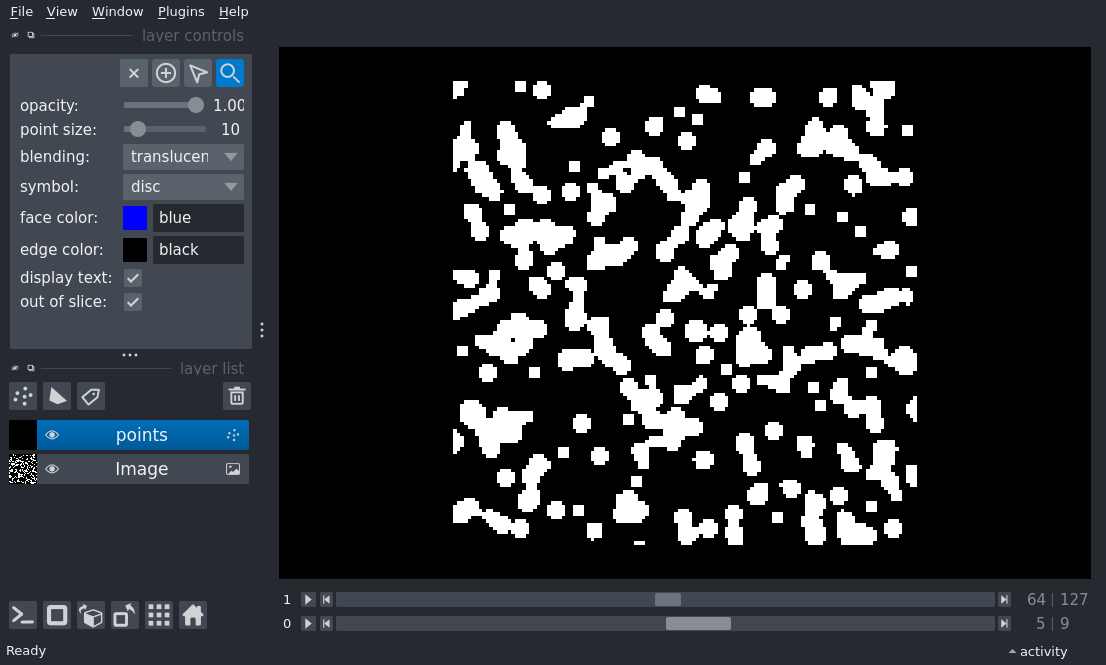 File View Window Plugins Help
layer controls
opacity: 1.00
point size: 10
blending: translucen
symbol: disc
face color: blue
edge color: black
display text:
out of slice:
layer list
points
Image
1 64 | 127
0 5 | 9
Ready activity